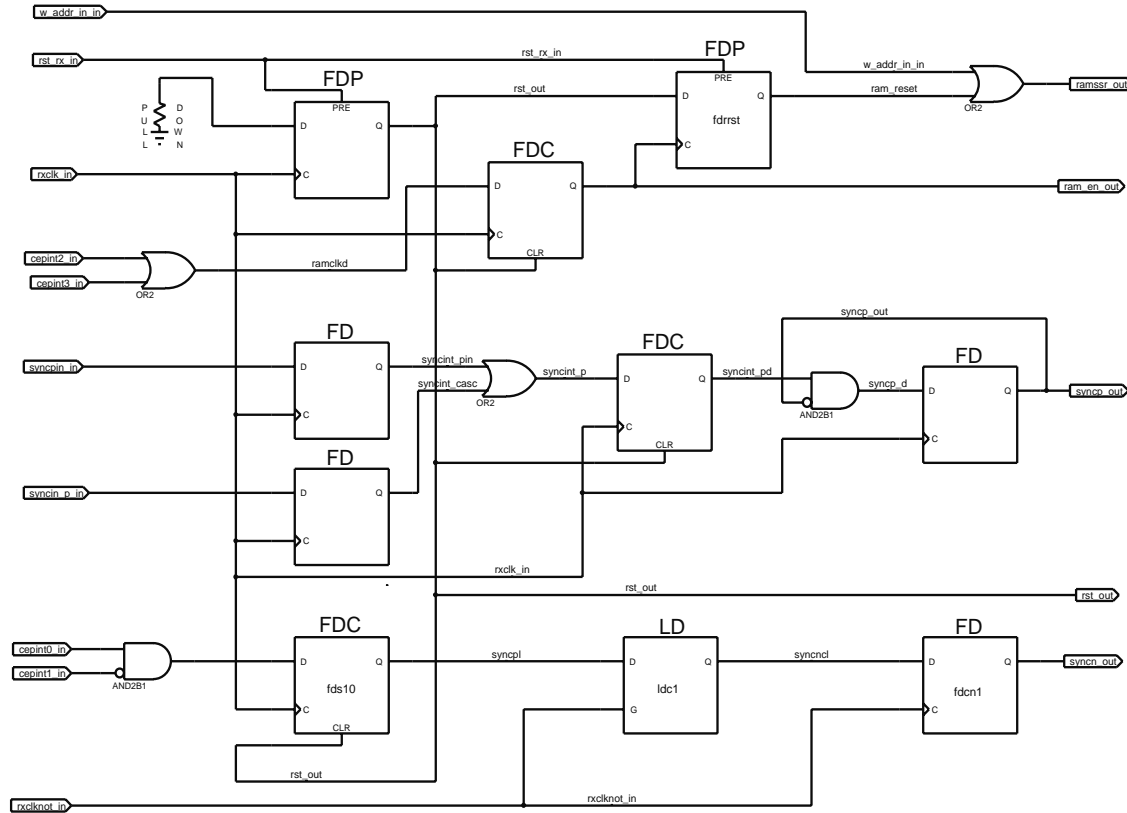 w_addr_in_in
FDP
rst_rx_in
rst_rx_in
FDP
w_addr_in_in
PRE
ramssr_out
OR2
PULL
DOWN
PRE
rst_out
D
Q
ram_reset
fdrrst
D
Q
C
FDC
rxclk_in
C
D
Q
ram_en_out
C
CLR
cepint2_in
ramclkd
cepint3_in
OR2
syncp_out
FD
FDC
FD
syncpin_in
D
Q
syncint_pin
syncint_casc
OR2
syncint_p
D
Q
syncint_pd
AND2B1
syncp_d
D
Q
syncp_out
C
C
CLR
C
FD
syncin_p_in
D
Q
C
rxclk_in
rst_out
rst_out
FDC
LD
FD
cepint0_in
cepint1_in
AND2B1
D
Q
syncpl
D
Q
syncncl
D
Q
syncn_out
fds10
ldc1
fdcn1
C
G
C
CLR
rst_out
rxclknot_in
rxclknot_in